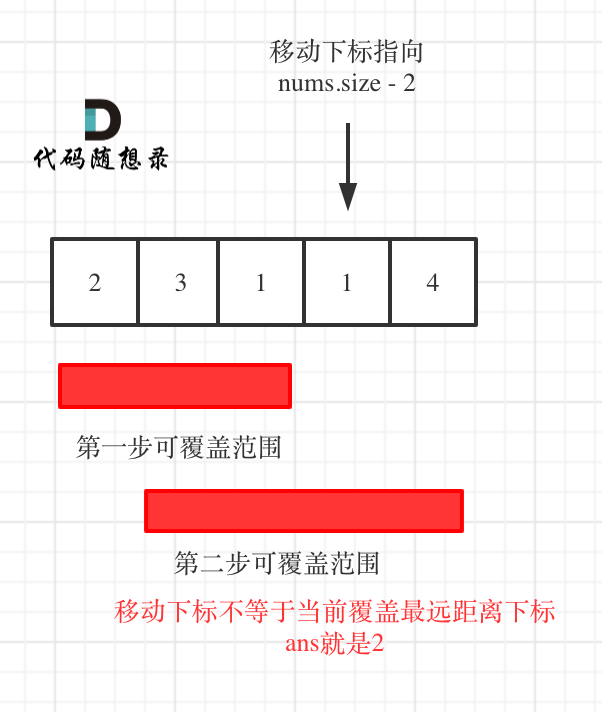 移动下标指向
nums.size - 2
代码随想录
2 3 1 1 4
第一步可覆盖范围
第二步可覆盖范围
移动下标不等于当前覆盖最远距离下标
ans就是2